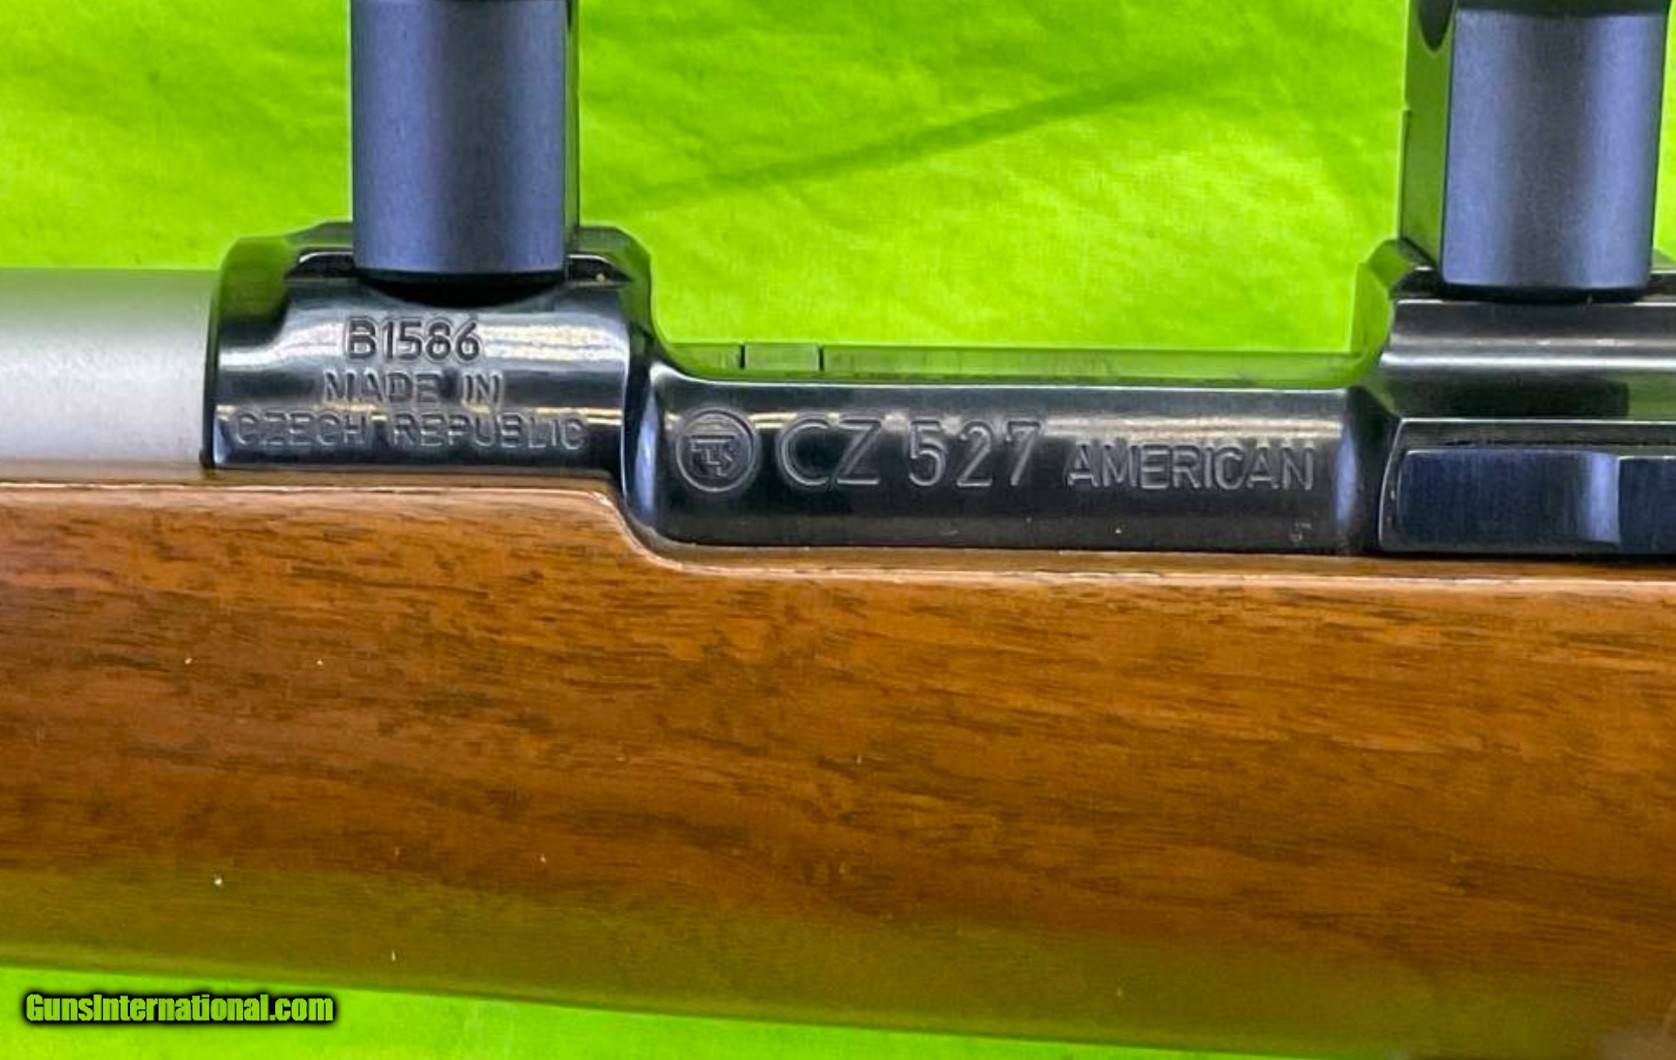 B1586
MADE IN
CZECH REPUBLIC
CZ 527 AMERICAN
GunsInternational.com